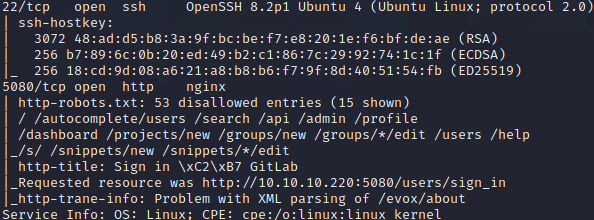 22/tcp   open  ssh     OpenSSH 8.2p1 Ubuntu 4 (Ubuntu Linux; protocol 2.0)
| ssh-hostkey:
|   3072 48:ad:d5:b8:3a:9f:bc:be:f7:e8:20:1e:f6:bf:de:ae (RSA)
|   256 b7:89:6c:0b:20:ed:49:b2:c1:86:7c:29:92:74:1c:1f (ECDSA)
|_  256 18:cd:9d:08:a6:21:a8:b8:b6:f7:9f:8d:40:51:54:fb (ED25519)
5080/tcp open  http    nginx
| http-robots.txt: 53 disallowed entries (15 shown)
| / /autocomplete/users /search /api /admin /profile
| /dashboard /projects/new /groups/new /groups/*/edit /users /help
|_/s/ /snippets/new /snippets/*/edit
| http-title: Sign in \xC2\xB7 GitLab
|_Requested resource was http://10.10.10.220:5080/users/sign_in
|_http-trane-info: Problem with XML parsing of /evox/about
Service Info: OS: Linux; CPE: cpe:/o:linux:linux_kernel